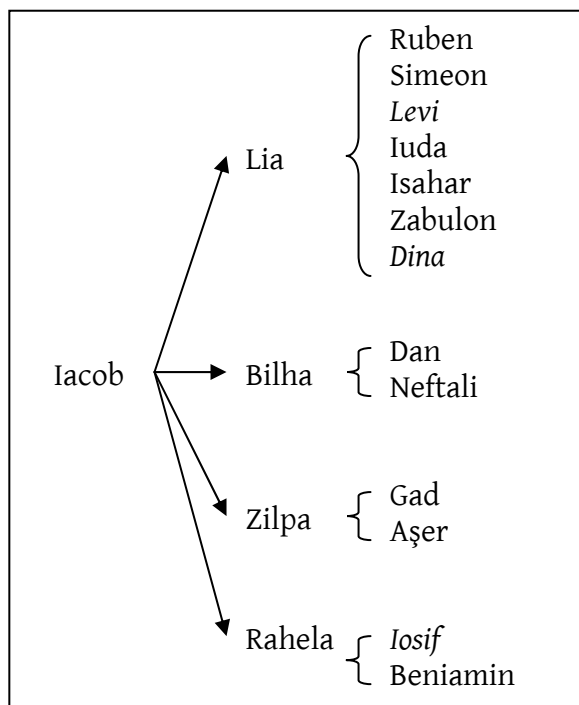 Ruben
Simeon
Levi
Lia
Iuda
Isahar
Zabulon
Dina
Iacob
Bilha
Dan
Neftali
Zilpa
Gad
Aşer
Rahela
Iosif
Beniamin